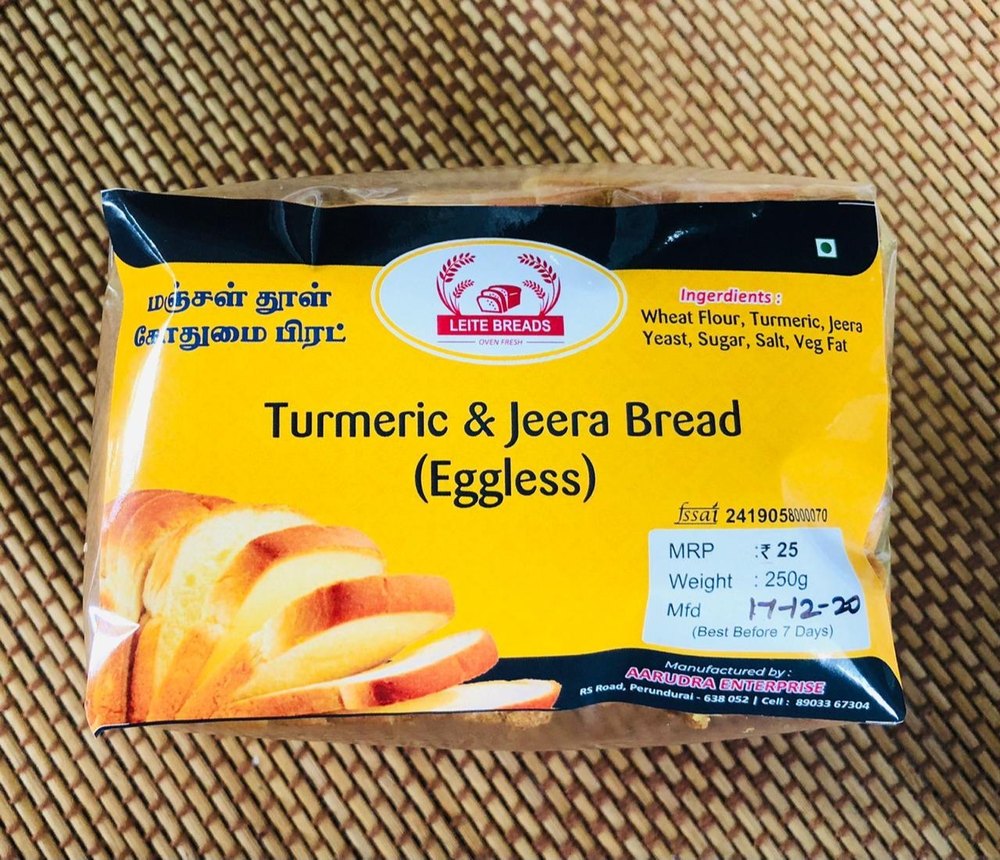 மஞ்சள் தூள்
கோதுமை பிரட்
LEITE BREADS
OVEN FRESH
Ingerdients :
Wheat Flour, Turmeric, Jeera
Yeast, Sugar, Salt, Veg Fat
Turmeric & Jeera Bread
(Eggless)
fssai 2419058000070
MRP :₹ 25
Weight : 250g
Mfd 17-12-20
(Best Before 7 Days)
Manufactured by :
AARUDRA ENTERPRISE
RS Road, Perundurai - 638 052 | Cell : 89033 67304